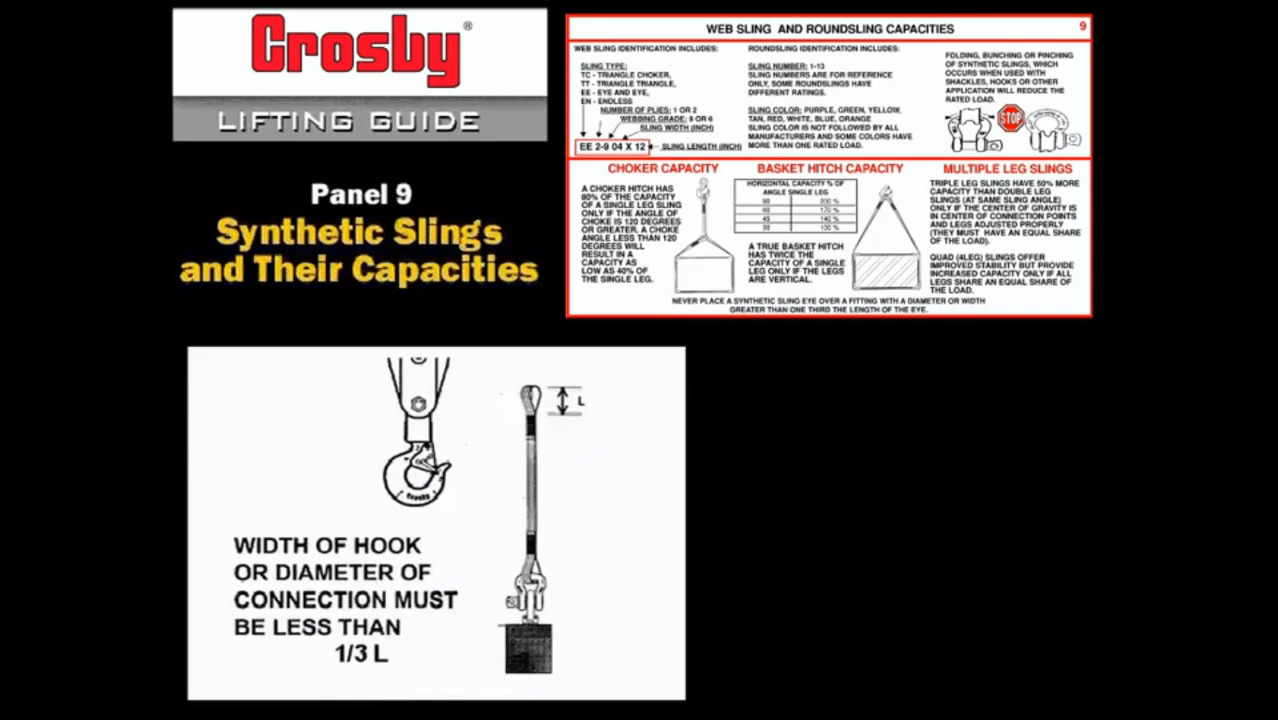 Crosby®
LIFTING GUIDE
Panel 9
Synthetic Slings
and Their Capacities
WEB SLING AND ROUNDSLING CAPACITIES
9
WEB SLING IDENTIFICATION INCLUDES:
SLING TYPE:
TC - TRIANGLE CHOKER,
TT - TRIANGLE TRIANGLE,
EE - EYE AND EYE,
EN - ENDLESS
NUMBER OF PLIES: 1 OR 2
WEBBING GRADE: 9 OR 6
SLING WIDTH (INCH)
EE 2-9 04 X 12
SLING LENGTH (INCH)
ROUNDSLING IDENTIFICATION INCLUDES:
SLING NUMBER: 1-13
SLING NUMBERS ARE FOR REFERENCE
ONLY, SOME ROUNDSLINGS HAVE
DIFFERENT RATINGS.
SLING COLOR: PURPLE, GREEN, YELLOW,
TAN, RED, WHITE, BLUE, ORANGE
SLING COLOR IS NOT FOLLOWED BY ALL
MANUFACTURERS AND SOME COLORS HAVE
MORE THAN ONE RATED LOAD.
FOLDING, BUNCHING OR PINCHING
OF SYNTHETIC SLINGS, WHICH
OCCURS WHEN USED WITH
SHACKLES, HOOKS OR OTHER
APPLICATION WILL REDUCE THE
RATED LOAD.
STOP
CHOKER CAPACITY
A CHOKER HITCH HAS
80% OF THE CAPACITY
OF A SINGLE LEG SLING
ONLY IF THE ANGLE OF
CHOKE IS 120 DEGREES
OR GREATER. A CHOKE
ANGLE LESS THAN 120
DEGREES WILL
RESULT IN A
CAPACITY AS
LOW AS 40% OF
THE SINGLE LEG.
BASKET HITCH CAPACITY
HORIZONTAL CAPACITY % OF
ANGLE SINGLE LEG
90 200 %
60 170 %
45 140 %
30 100 %
A TRUE BASKET HITCH
HAS TWICE THE
CAPACITY OF A SINGLE
LEG ONLY IF THE LEGS
ARE VERTICAL.
MULTIPLE LEG SLINGS
TRIPLE LEG SLINGS HAVE 50% MORE
CAPACITY THAN DOUBLE LEG
SLINGS (AT SAME SLING ANGLE)
ONLY IF THE CENTER OF GRAVITY IS
IN CENTER OF CONNECTION POINTS
AND LEGS ADJUSTED PROPERLY
(THEY MUST HAVE AN EQUAL SHARE
OF THE LOAD).
QUAD (4LEG) SLINGS OFFER
IMPROVED STABILITY BUT PROVIDE
INCREASED CAPACITY ONLY IF ALL
LEGS SHARE AN EQUAL SHARE OF
THE LOAD.
NEVER PLACE A SYNTHETIC SLING EYE OVER A FITTING WITH A DIAMETER OR WIDTH
GREATER THAN ONE THIRD THE LENGTH OF THE EYE.
L
WIDTH OF HOOK
OR DIAMETER OF
CONNECTION MUST
BE LESS THAN
1/3 L